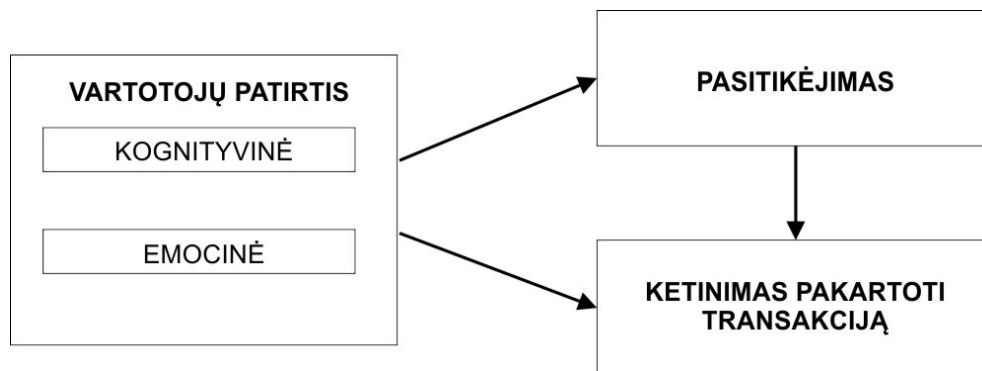 VARTOTOJŲ PATIRTIS
KOGNITYVINĖ
EMOCINĖ
PASITIKĖJIMAS
KETINIMAS PAKARTOTI
TRANSAKCIJĄ